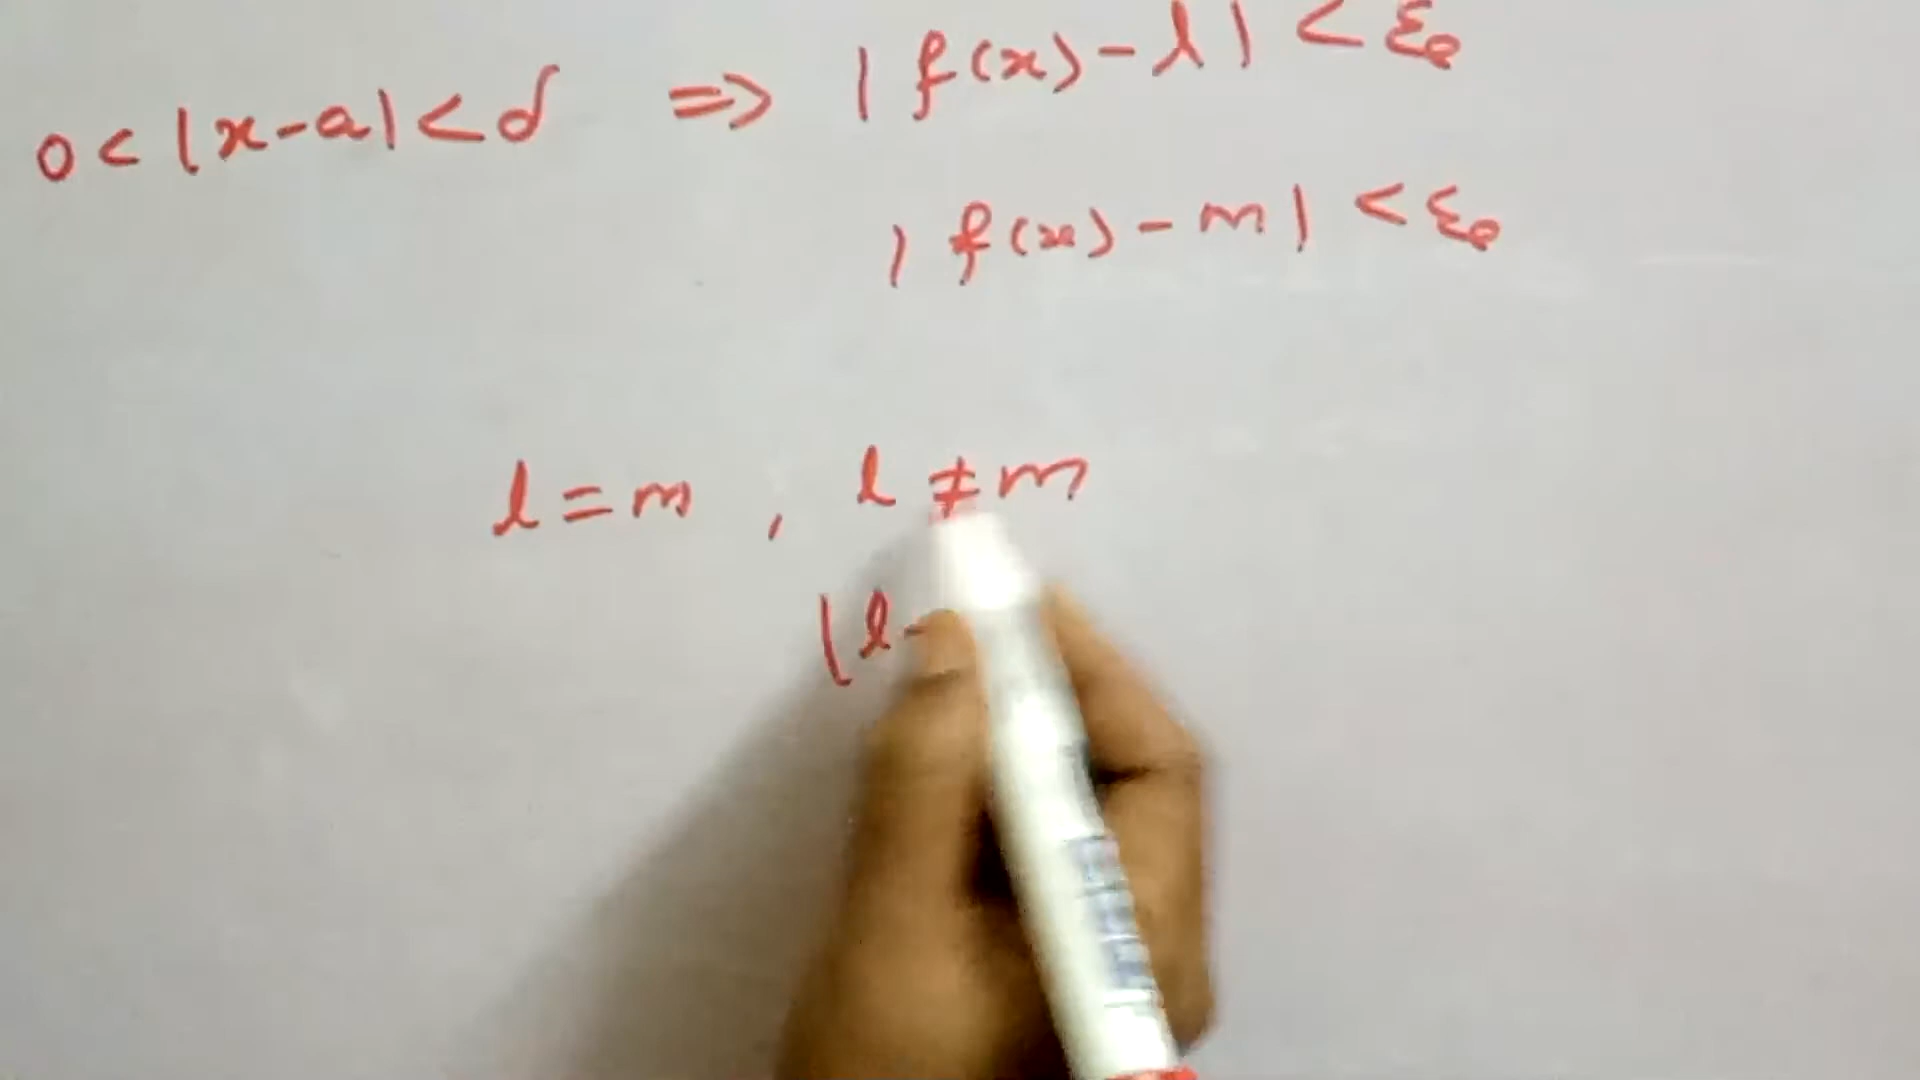 0 < |x - a| < δ ⇒ |f(x) - l| < ε₀
|f(x) - m| < ε₀
l = m , l ≠ m
|l -